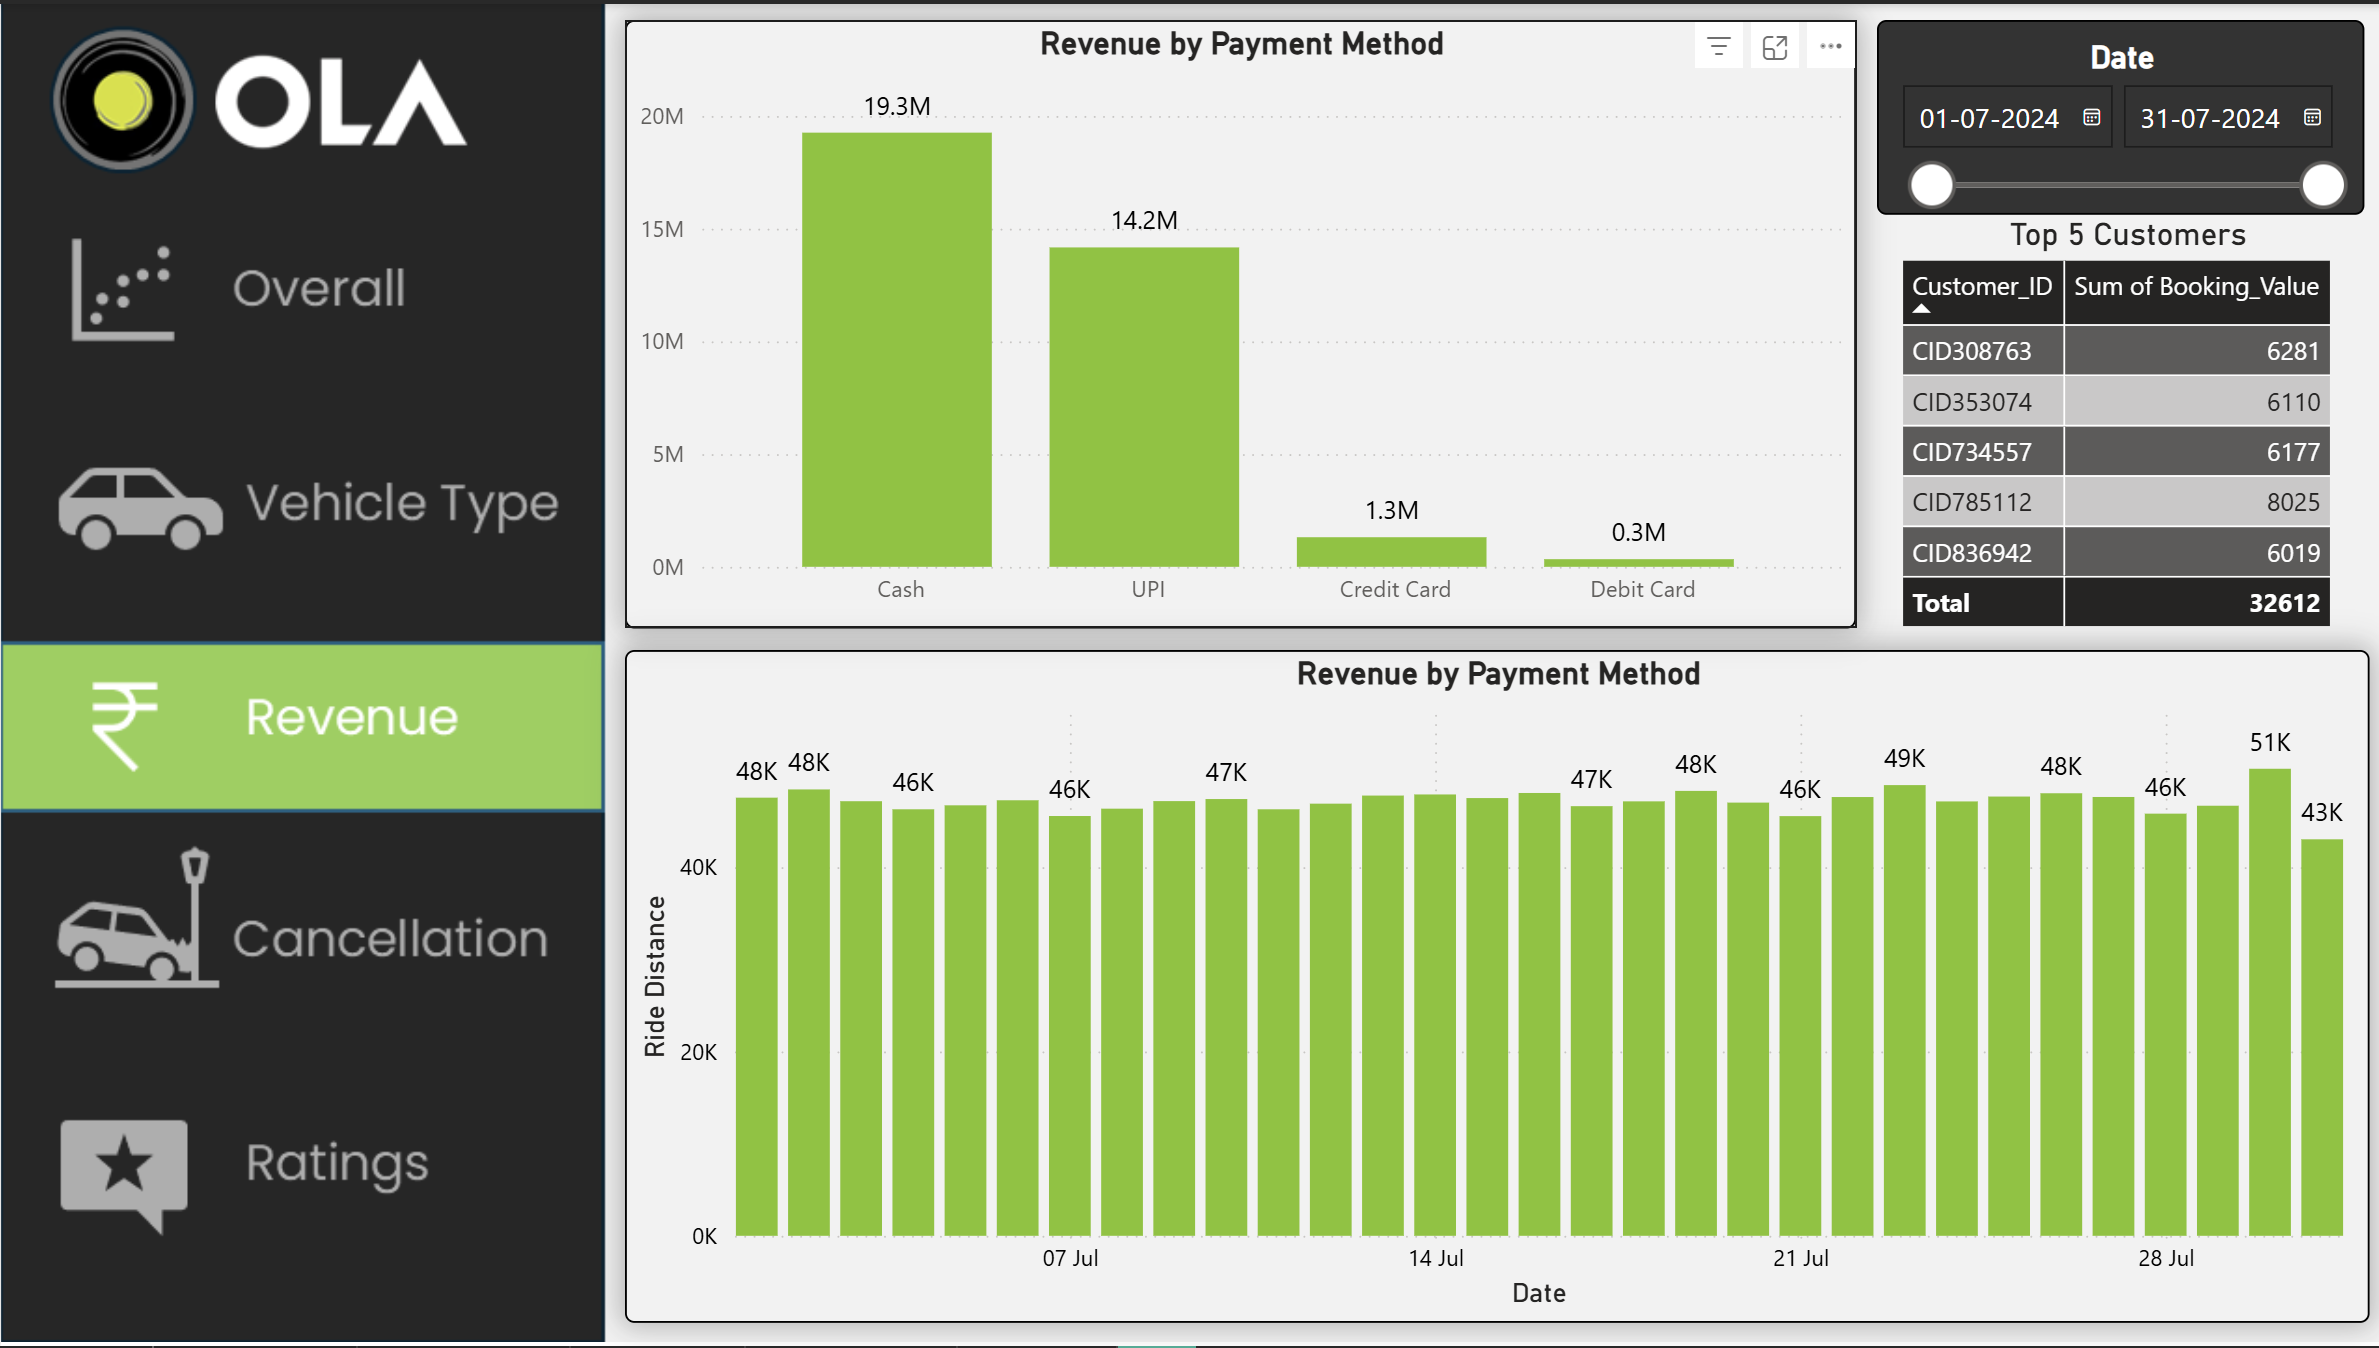 OLA
Overall
Vehicle Type
₹ Revenue
Cancellation
Ratings
Revenue by Payment Method
20M
15M
10M
5M
0M
19.3M
14.2M
1.3M
0.3M
Cash UPI Credit Card Debit Card
Date
01-07-2024 31-07-2024
Top 5 Customers
Customer_ID Sum of Booking_Value
CID308763 6281
CID353074 6110
CID734557 6177
CID785112 8025
CID836942 6019
Total 32612
Revenue by Payment Method
Ride Distance
40K
20K
0K
48K 48K 46K 46K 47K 47K 48K 46K 49K 48K 46K 51K 43K
07 Jul 14 Jul 21 Jul 28 Jul
Date